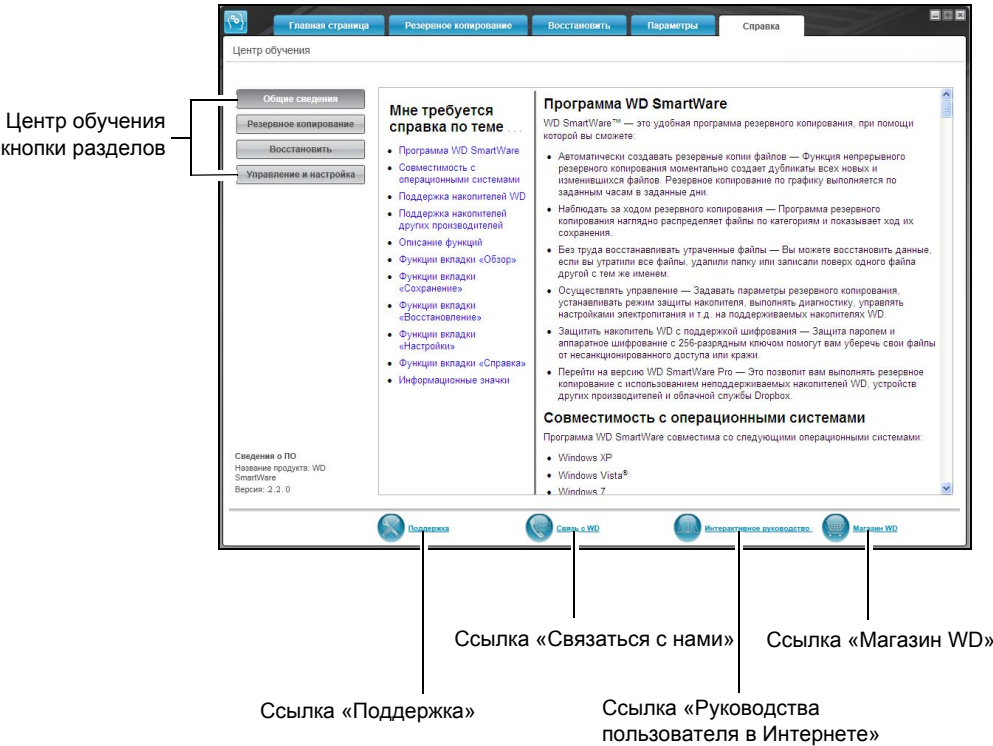 Главная страница
Резервное копирование
Восстановить
Параметры
Справка
Центр обучения
Центр обучения
кнопки разделов
Общие сведения
Резервное копирование
Восстановить
Управление и настройка
Сведения о ПО
Название продукта: WD
SmartWare
Версия: 2.2.0
Мне требуется
справка по теме . . .
• Программа WD SmartWare
• Совместимость с
операционными системами
• Поддержка накопителей WD
• Поддержка накопителей
других производителей
• Описание функций
• Функции вкладки «Обзор»
• Функции вкладки
«Сохранение»
• Функции вкладки
«Восстановление»
• Функции вкладки
«Настройки»
• Функции вкладки «Справка»
• Информационные значки
Программа WD SmartWare
WD SmartWare™ — это удобная программа резервного копирования, при помощи
которой вы сможете:
• Автоматически создавать резервные копии файлов — Функция непрерывного
резервного копирования моментально создает дубликаты всех новых и
изменившихся файлов. Резервное копирование по графику выполняется по
заданным часам в заданные дни.
• Наблюдать за ходом резервного копирования — Программа резервного
копирования наглядно распределяет файлы по категориям и показывает ход их
сохранения.
• Без труда восстанавливать утраченные файлы — Вы можете восстановить данные,
если вы утратили все файлы, удалили папку или записали поверх одного файла
другой с тем же именем.
• Осуществлять управление — Задавать параметры резервного копирования,
устанавливать режим защиты накопителя, выполнять диагностику, управлять
настройками электропитания и т.д. на поддерживаемых накопителях WD.
• Защитить накопитель WD с поддержкой шифрования — Защита паролем и
аппаратное шифрование с 256-разрядным ключом помогут вам уберечь свои файлы
от несанкционированного доступа или кражи.
• Перейти на версию WD SmartWare Pro — Это позволит вам выполнять резервное
копирование с использованием неподдерживаемых накопителей WD, устройств
других производителей и облачной службы Dropbox.
Совместимость с операционными системами
Программа WD SmartWare совместима со следующими операционными системами:
• Windows XP
• Windows Vista®
• Windows 7
Поддержка
Связь с WD
Интерактивное руководство
Магазин WD
Ссылка «Связаться с нами»
Ссылка «Магазин WD»
Ссылка «Поддержка»
Ссылка «Руководства
пользователя в Интернете»